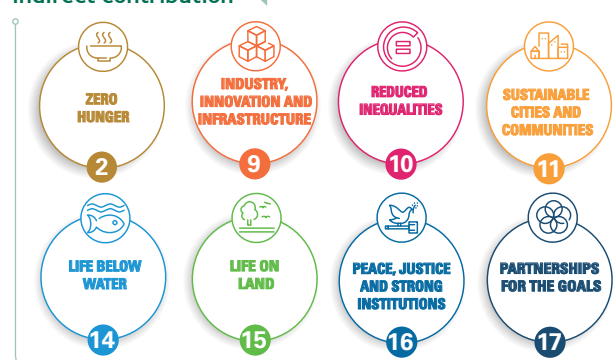 Indirect contribution
ZERO
HUNGER
2
INDUSTRY,
INNOVATION AND
INFRASTRUCTURE
9
REDUCED
INEQUALITIES
10
SUSTAINABLE
CITIES AND
COMMUNITIES
11
LIFE BELOW
WATER
14
LIFE ON
LAND
15
PEACE, JUSTICE
AND STRONG
INSTITUTIONS
16
PARTNERSHIPS
FOR THE GOALS
17